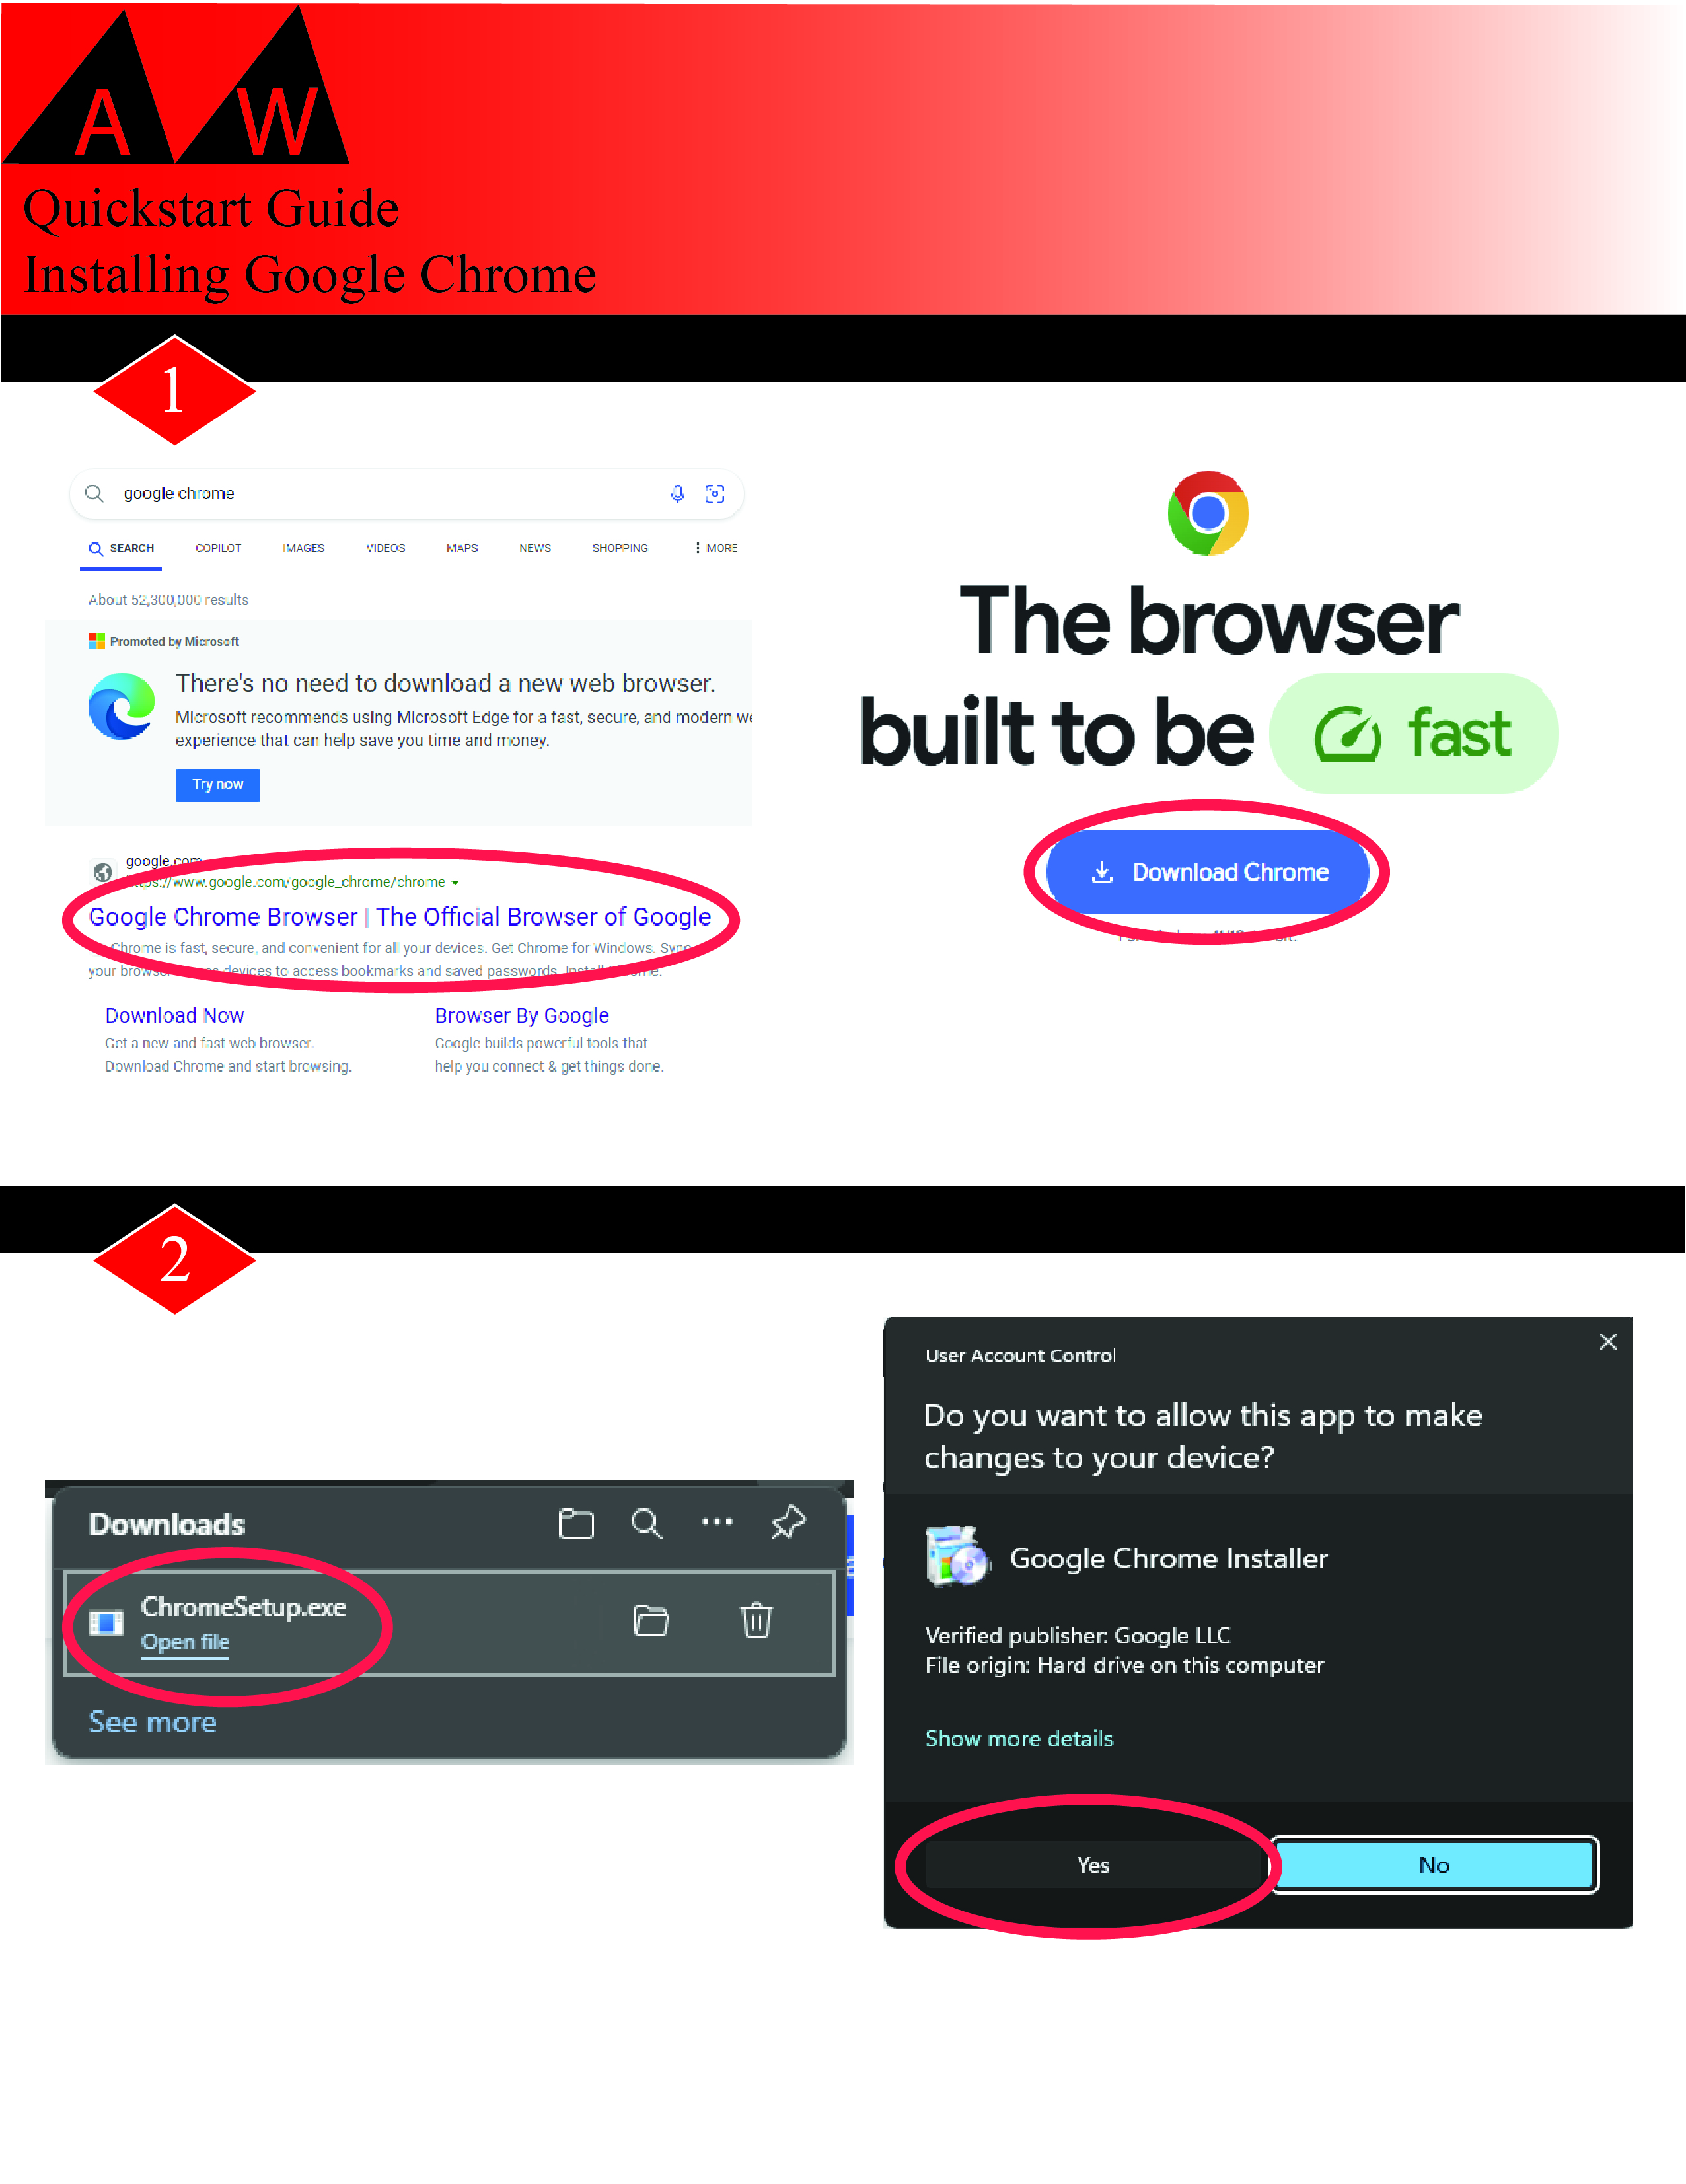 A W
Quickstart Guide
Installing Google Chrome
1
google chrome
SEARCH COPILOT IMAGES VIDEOS MAPS NEWS SHOPPING MORE
About 52,300,000 results
Promoted by Microsoft
There's no need to download a new web browser.
Microsoft recommends using Microsoft Edge for a fast, secure, and modern
experience that can help save you time and money.
Try now
google.com
https://www.google.com/google_chrome/chrome
Google Chrome Browser | The Official Browser of Google
Chrome is fast, secure, and convenient for all your devices. Get Chrome for Windows. Sync
your devices to access bookmarks and saved passwords. Install Chrome.
Download Now
Get a new and fast web browser.
Download Chrome and start browsing.
Browser By Google
Google builds powerful tools that
help you connect & get things done.
The browser
built to be fast
Download Chrome
2
Downloads
ChromeSetup.exe
Open file
See more
User Account Control
Do you want to allow this app to make
changes to your device?
Google Chrome Installer
Verified publisher: Google LLC
File origin: Hard drive on this computer
Show more details
Yes
No